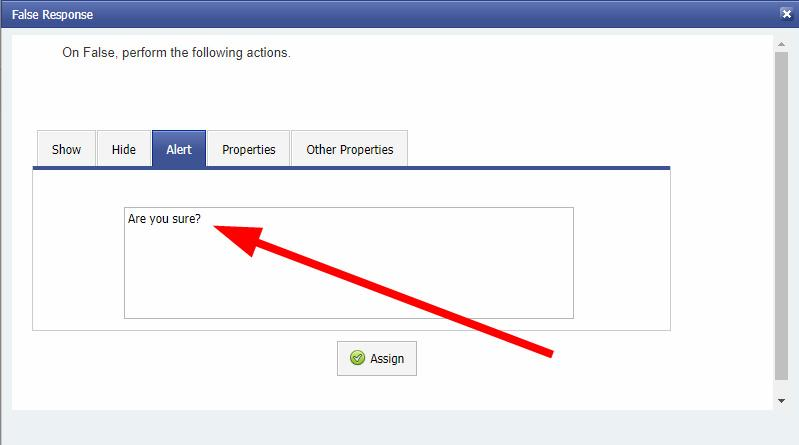 False Response
On False, perform the following actions.
Show Hide Alert Properties Other Properties
Are you sure?
Assign